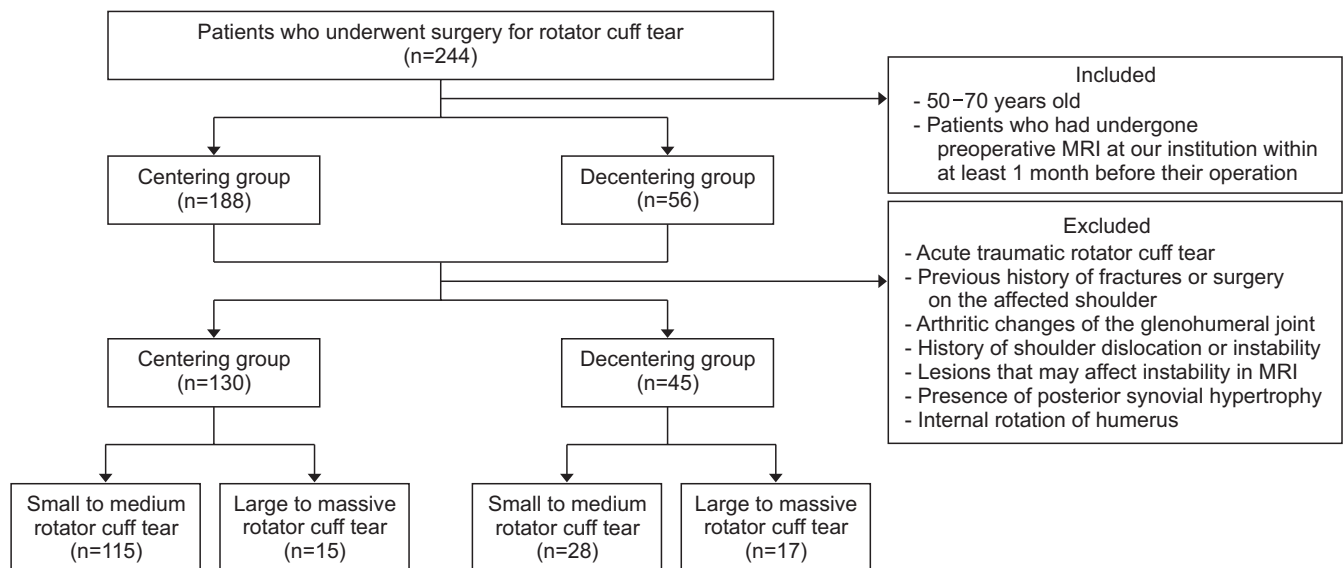 Patients who underwent surgery for rotator cuff tear
(n=244)
Included
- 50−70 years old
- Patients who had undergone
preoperative MRI at our institution within
at least 1 month before their operation
Centering group
(n=188)
Decentering group
(n=56)
Excluded
- Acute traumatic rotator cuff tear
- Previous history of fractures or surgery
on the affected shoulder
- Arthritic changes of the glenohumeral joint
- History of shoulder dislocation or instability
- Lesions that may affect instability in MRI
- Presence of posterior synovial hypertrophy
- Internal rotation of humerus
Centering group
(n=130)
Decentering group
(n=45)
Small to medium
rotator cuff tear
(n=115)
Large to massive
rotator cuff tear
(n=15)
Small to medium
rotator cuff tear
(n=28)
Large to massive
rotator cuff tear
(n=17)